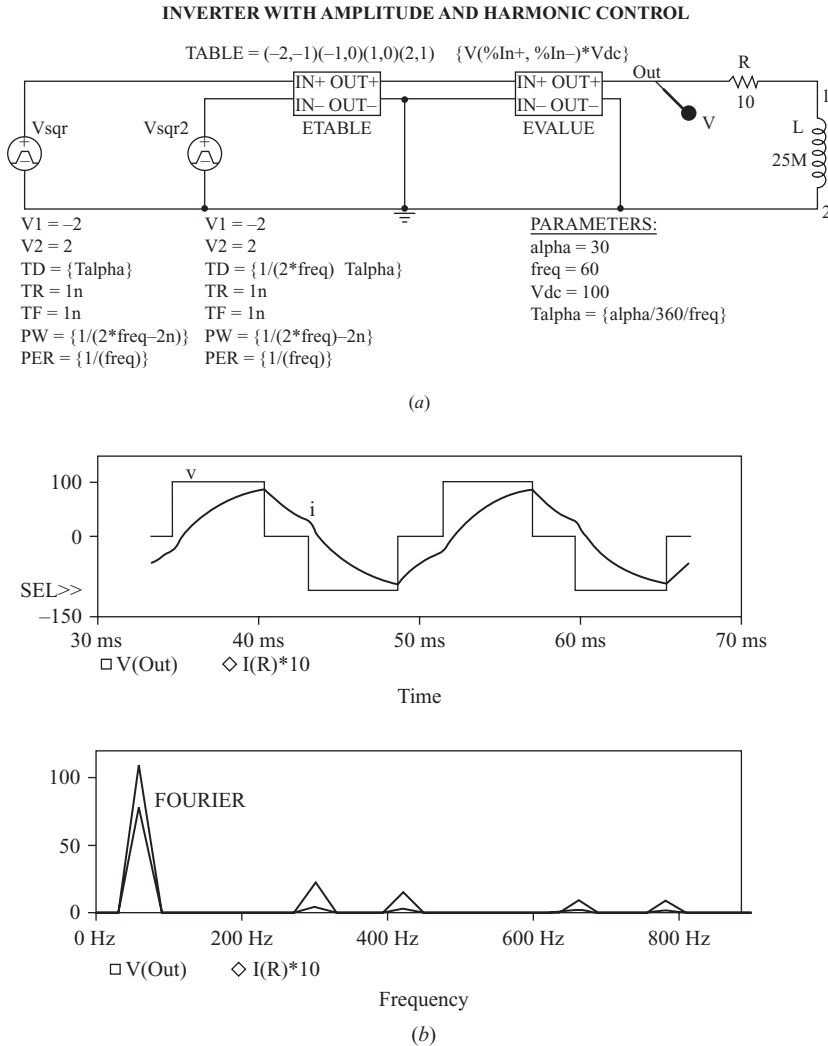 INVERTER WITH AMPLITUDE AND HARMONIC CONTROL
TABLE = (–2,–1)(–1,0)(1,0)(2,1) {V(%In+, %In–)*Vdc}
IN+ OUT+
IN– OUT–
ETABLE
IN+ OUT+
IN– OUT–
EVALUE
Out
V
R
10
1
L
25M
2
Vsqr
Vsqr2
V1 = –2
V2 = 2
TD = {Talpha}
TR = 1n
TF = 1n
PW = {1/(2*freq–2n)}
PER = {1/(freq)}
V1 = –2
V2 = 2
TD = {1/(2*freq) Talpha}
TR = 1n
TF = 1n
PW = {1/(2*freq)–2n}
PER = {1/(freq)}
PARAMETERS:
alpha = 30
freq = 60
Vdc = 100
Talpha = {alpha/360/freq}
(a)
100
0
SEL>>
–150
v
i
30 ms 40 ms 50 ms 60 ms 70 ms
V(Out) I(R)*10
Time
100
50
0
FOURIER
0 Hz 200 Hz 400 Hz 600 Hz 800 Hz
V(Out) I(R)*10
Frequency
(b)